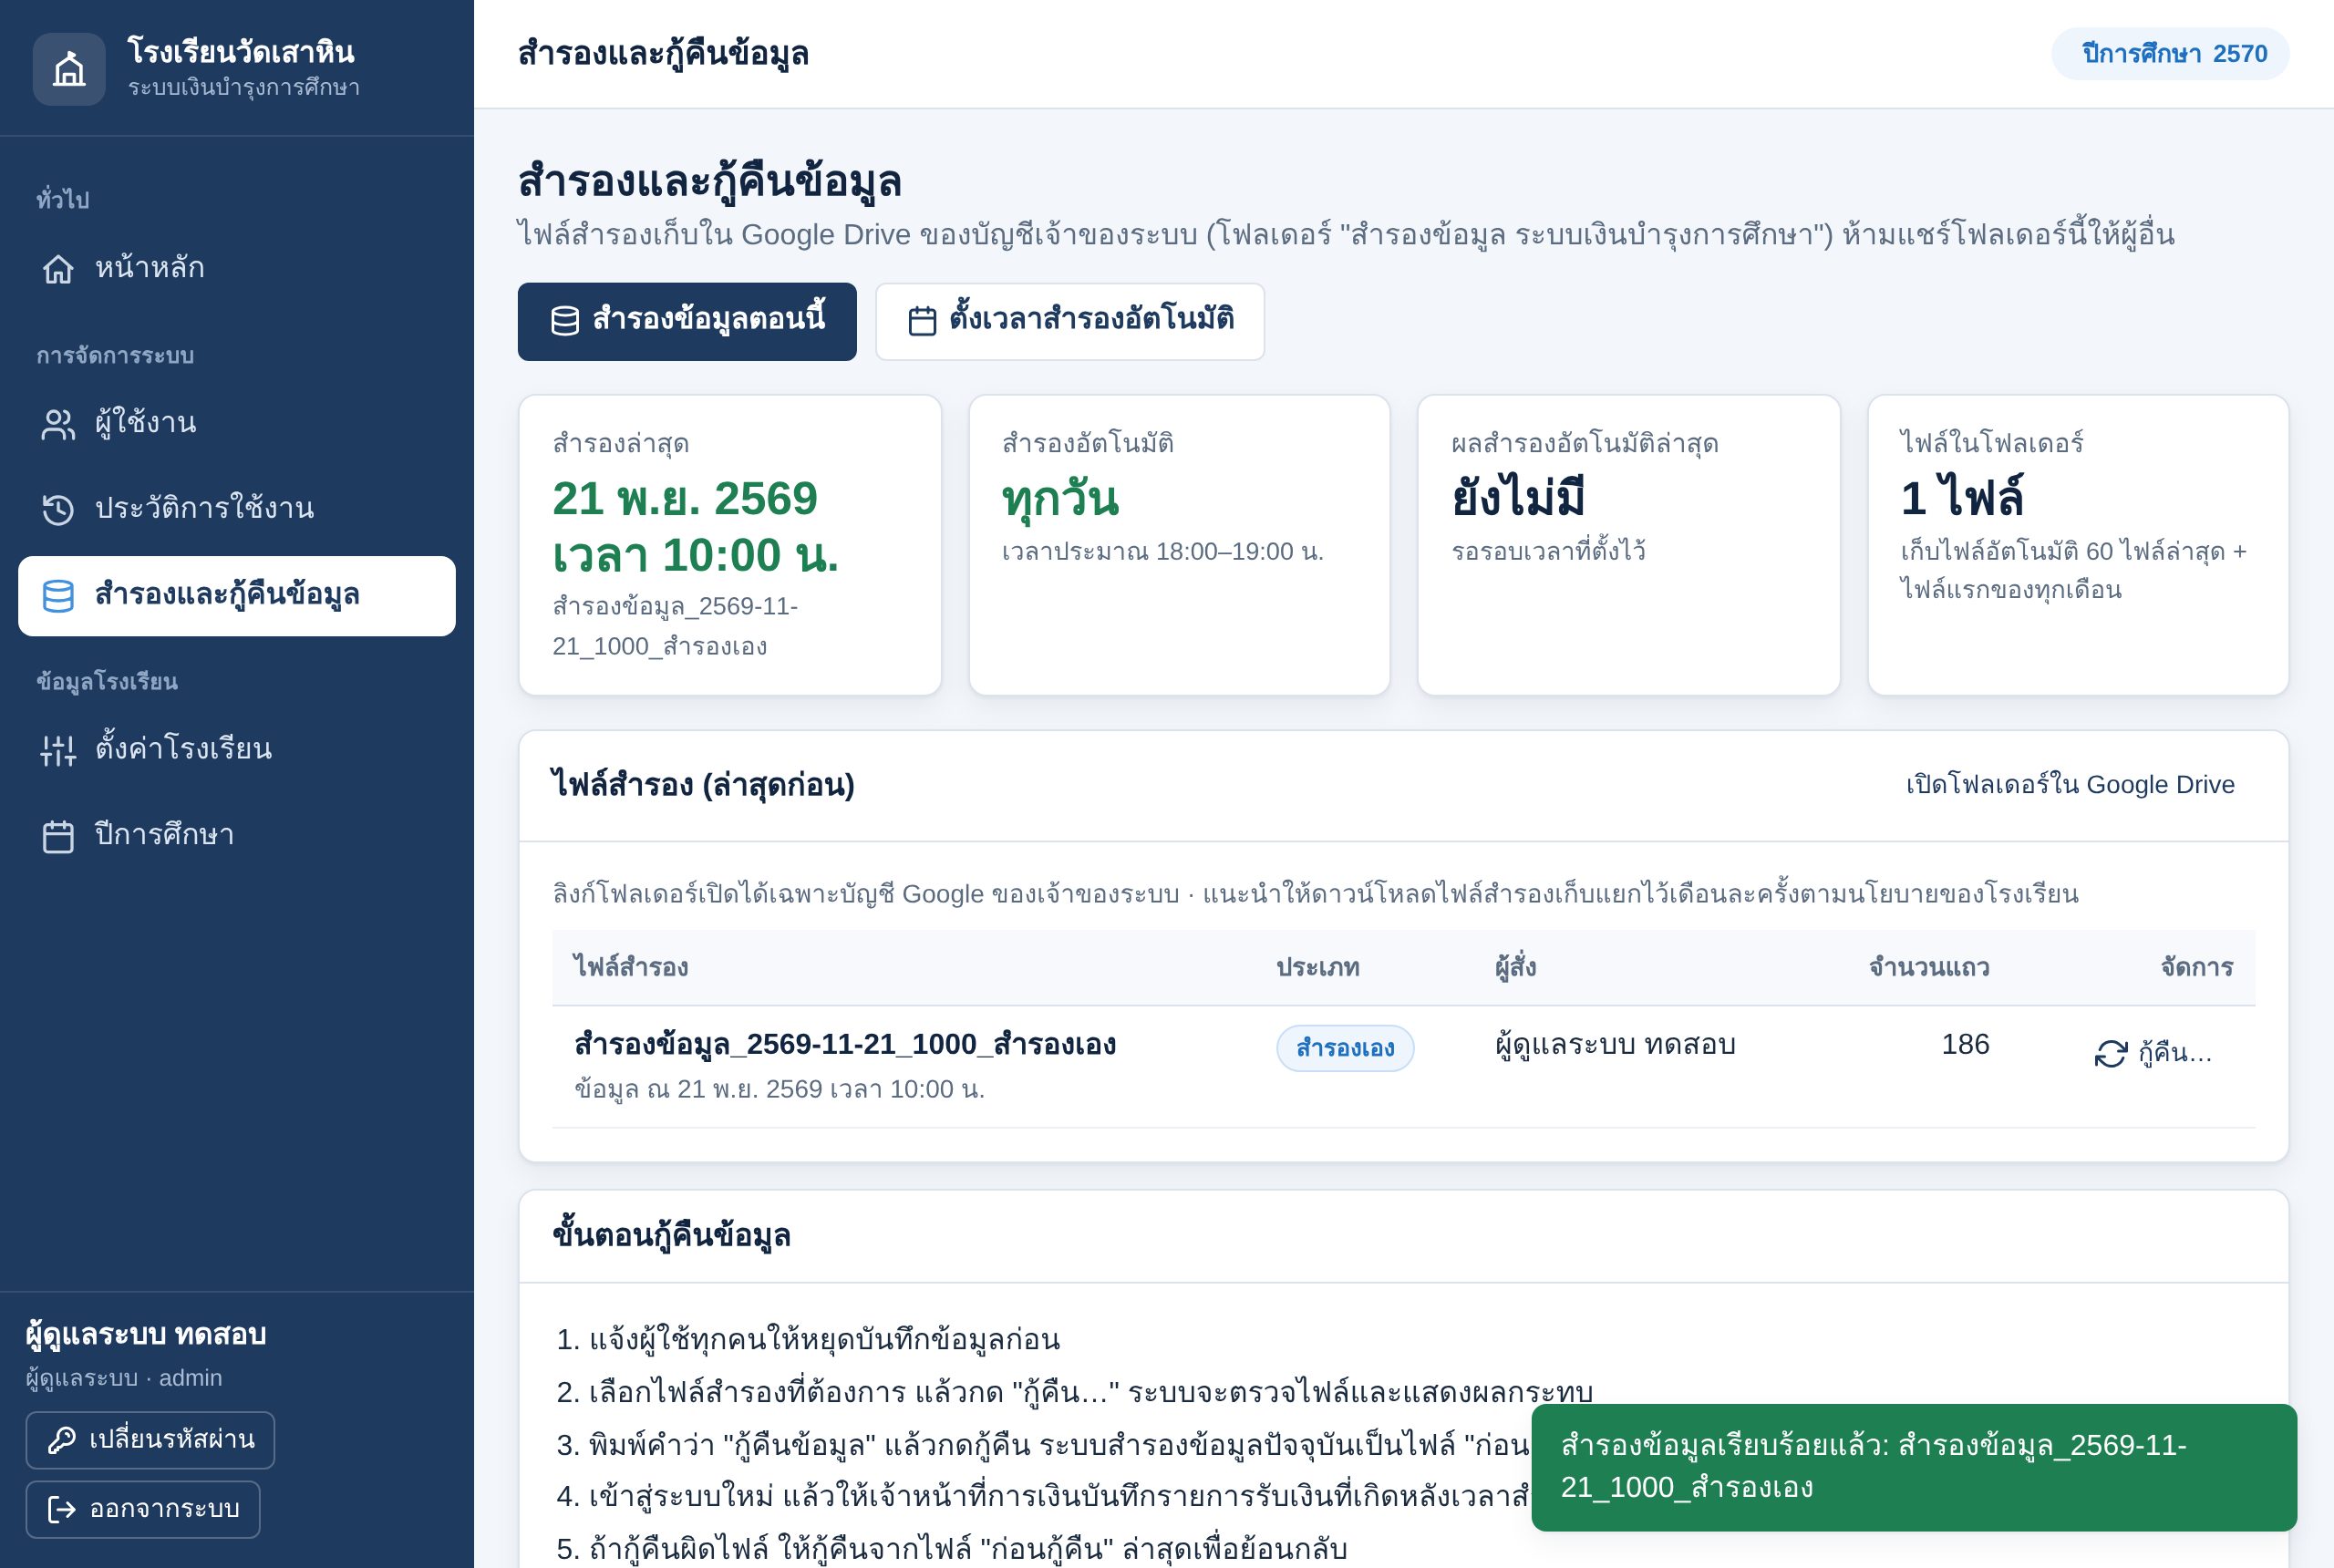 โรงเรียนวัดเสาหิน
ระบบเงินบำรุงการศึกษา
ทั่วไป
หน้าหลัก
การจัดการระบบ
ผู้ใช้งาน
ประวัติการใช้งาน
สำรองและกู้คืนข้อมูล
ข้อมูลโรงเรียน
ตั้งค่าโรงเรียน
ปีการศึกษา
ผู้ดูแลระบบ ทดสอบ
ผู้ดูแลระบบ · admin
เปลี่ยนรหัสผ่าน
ออกจากระบบ
สำรองและกู้คืนข้อมูล
ปีการศึกษา 2570
สำรองและกู้คืนข้อมูล
ไฟล์สำรองเก็บใน Google Drive ของบัญชีเจ้าของระบบ (โฟลเดอร์ "สำรองข้อมูล ระบบเงินบำรุงการศึกษา") ห้ามแชร์โฟลเดอร์นี้ให้ผู้อื่น
สำรองข้อมูลตอนนี้
ตั้งเวลาสำรองอัตโนมัติ
สำรองล่าสุด
21 พ.ย. 2569
เวลา 10:00 น.
สำรองข้อมูล_2569-11-
21_1000_สำรองเอง
สำรองอัตโนมัติ
ทุกวัน
เวลาประมาณ 18:00–19:00 น.
ผลสำรองอัตโนมัติล่าสุด
ยังไม่มี
รอรอบเวลาที่ตั้งไว้
ไฟล์ในโฟลเดอร์
1 ไฟล์
เก็บไฟล์อัตโนมัติ 60 ไฟล์ล่าสุด +
ไฟล์แรกของทุกเดือน
ไฟล์สำรอง (ล่าสุดก่อน)
เปิดโฟลเดอร์ใน Google Drive
ลิงก์โฟลเดอร์เปิดได้เฉพาะบัญชี Google ของเจ้าของระบบ · แนะนำให้ดาวน์โหลดไฟล์สำรองเก็บแยกไว้เดือนละครั้งตามนโยบายของโรงเรียน
ไฟล์สำรอง ประเภท ผู้สั่ง จำนวนแถว จัดการ
สำรองข้อมูล_2569-11-21_1000_สำรองเอง สำรองเอง ผู้ดูแลระบบ ทดสอบ 186 กู้คืน…
ข้อมูล ณ 21 พ.ย. 2569 เวลา 10:00 น.
ขั้นตอนกู้คืนข้อมูล
1. แจ้งผู้ใช้ทุกคนให้หยุดบันทึกข้อมูลก่อน
2. เลือกไฟล์สำรองที่ต้องการ แล้วกด "กู้คืน…" ระบบจะตรวจไฟล์และแสดงผลกระทบ
3. พิมพ์คำว่า "กู้คืนข้อมูล" แล้วกดกู้คืน ระบบสำรองข้อมูลปัจจุบันเป็นไฟล์ "ก่อน
4. เข้าสู่ระบบใหม่ แล้วให้เจ้าหน้าที่การเงินบันทึกรายการรับเงินที่เกิดหลังเวลาสำ
5. ถ้ากู้คืนผิดไฟล์ ให้กู้คืนจากไฟล์ "ก่อนกู้คืน" ล่าสุดเพื่อย้อนกลับ
สำรองข้อมูลเรียบร้อยแล้ว: สำรองข้อมูล_2569-11-
21_1000_สำรองเอง